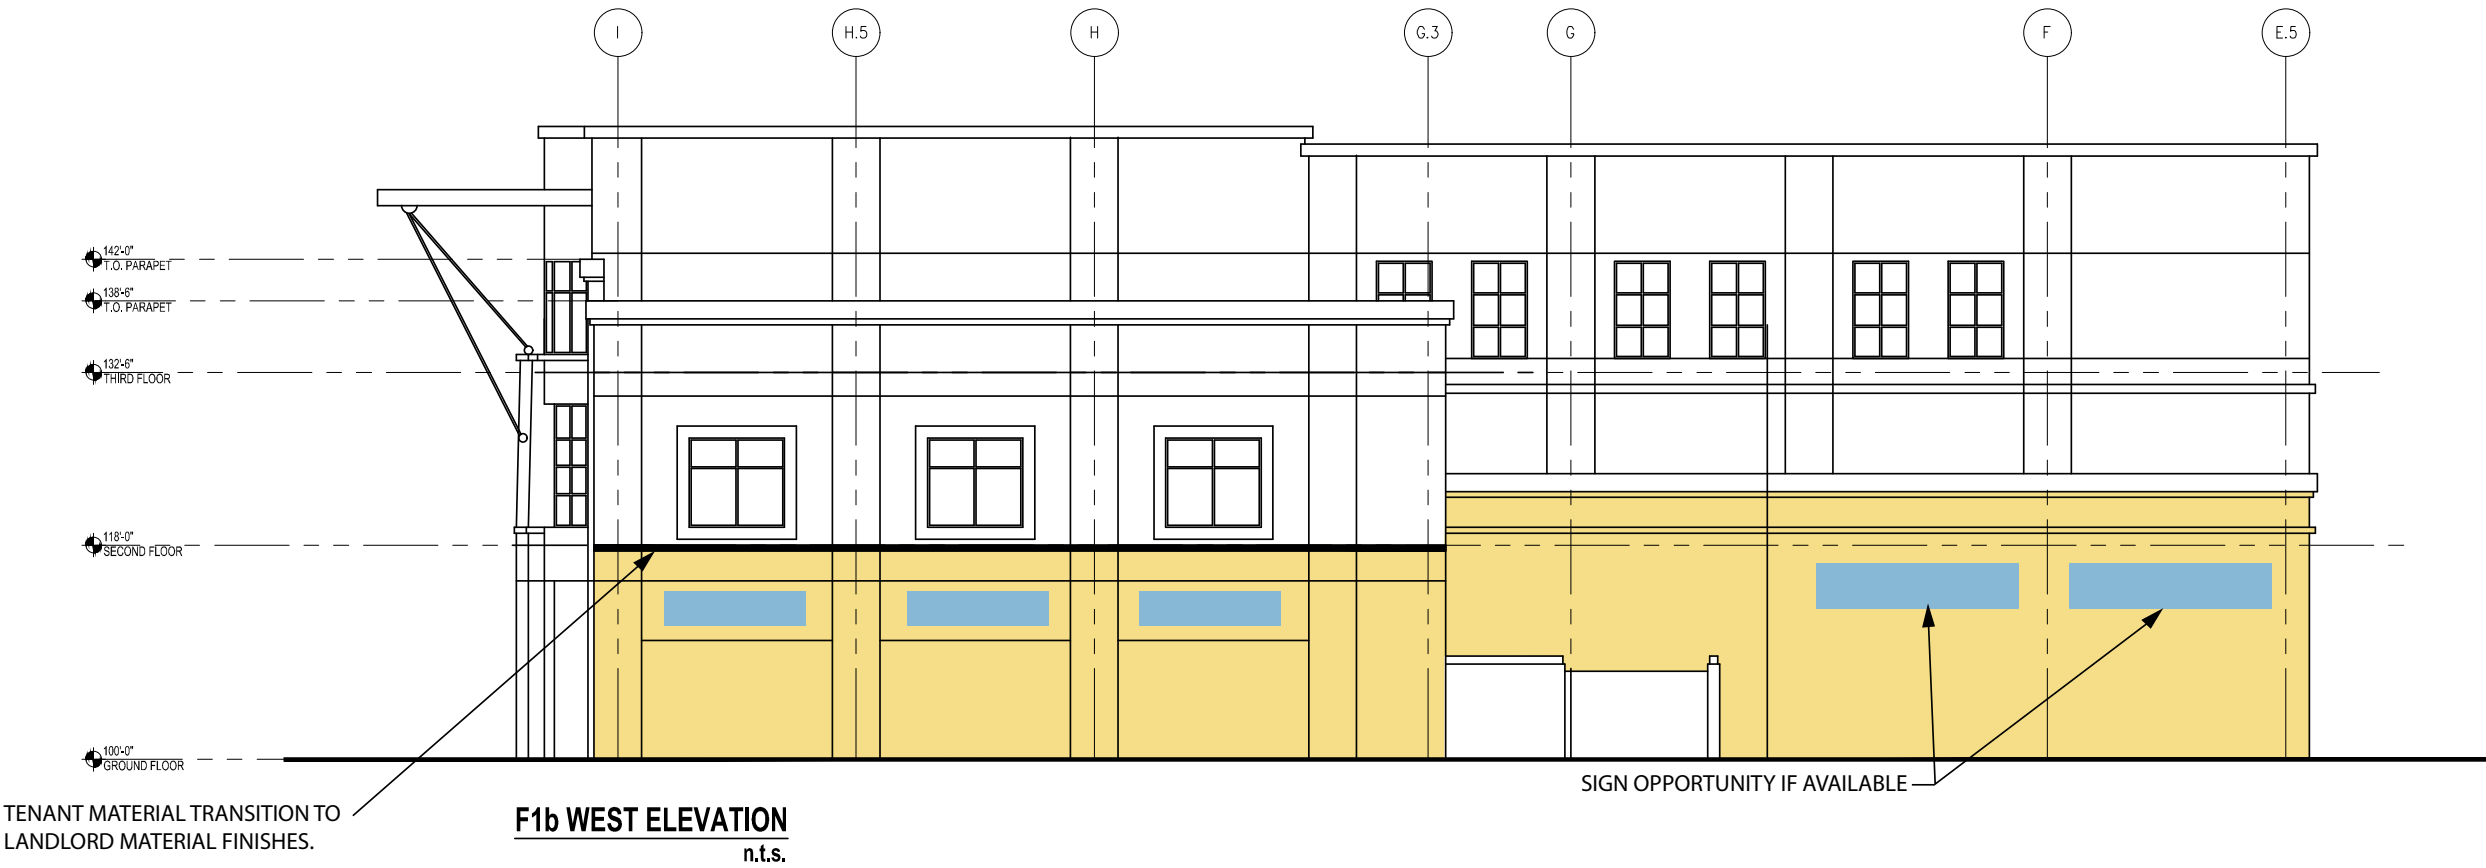 I
H.5
H
G.3
G
F
E.5
142'-0"
T.O. PARAPET
138'-6"
T.O. PARAPET
132'-6"
THIRD FLOOR
118'-0"
SECOND FLOOR
100'-0"
GROUND FLOOR
SIGN OPPORTUNITY IF AVAILABLE
TENANT MATERIAL TRANSITION TO
LANDLORD MATERIAL FINISHES.
F1b WEST ELEVATION
n.t.s.